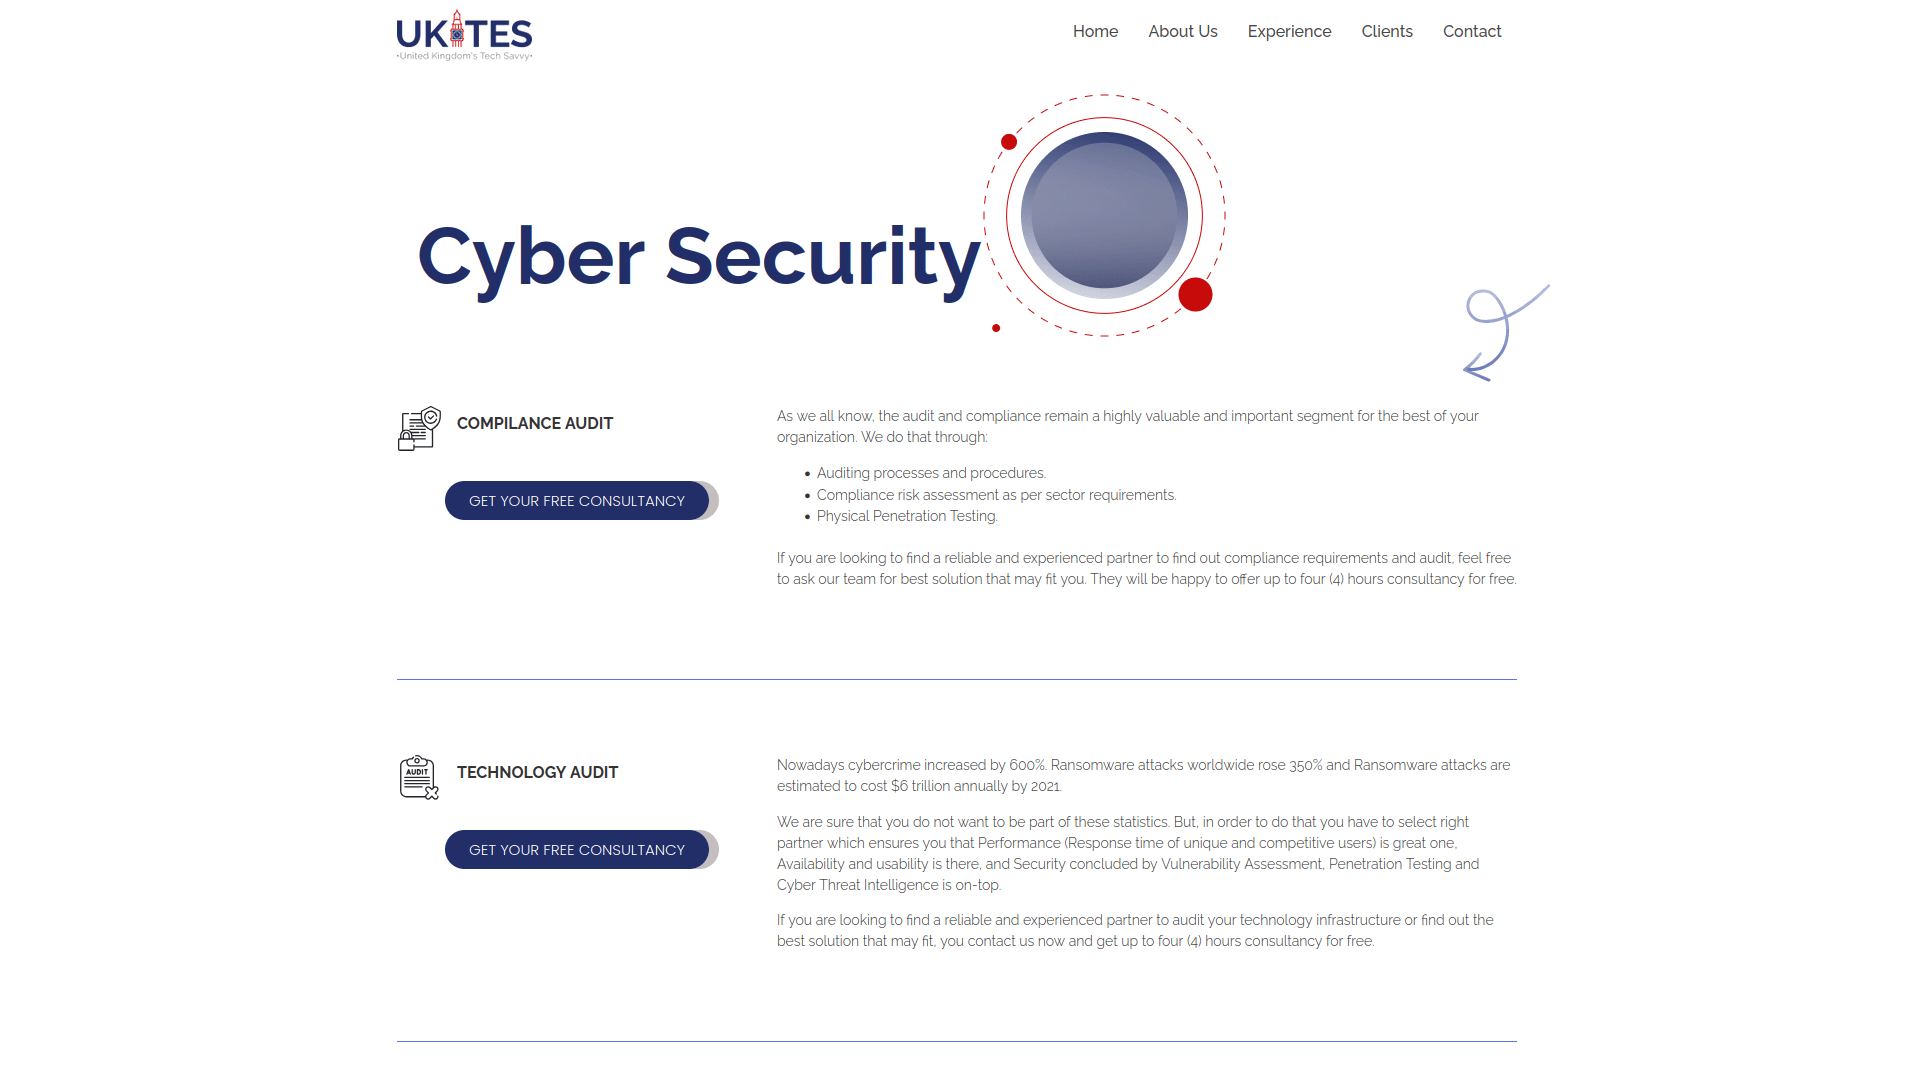 UK TES
•United Kingdom's Tech Savvy•
Home About Us Experience Clients Contact
Cyber Security
COMPILANCE AUDIT
GET YOUR FREE CONSULTANCY
As we all know, the audit and compliance remain a highly valuable and important segment for the best of your
organization. We do that through:
• Auditing processes and procedures.
• Compliance risk assessment as per sector requirements.
• Physical Penetration Testing.
If you are looking to find a reliable and experienced partner to find out compliance requirements and audit, feel free
to ask our team for best solution that may fit you. They will be happy to offer up to four (4) hours consultancy for free.
AUDIT
TECHNOLOGY AUDIT
GET YOUR FREE CONSULTANCY
Nowadays cybercrime increased by 600%. Ransomware attacks worldwide rose 350% and Ransomware attacks are
estimated to cost $6 trillion annually by 2021.
We are sure that you do not want to be part of these statistics. But, in order to do that you have to select right
partner which ensures you that Performance (Response time of unique and competitive users) is great one,
Availability and usability is there, and Security concluded by Vulnerability Assessment, Penetration Testing and
Cyber Threat Intelligence is on-top.
If you are looking to find a reliable and experienced partner to audit your technology infrastructure or find out the
best solution that may fit, you contact us now and get up to four (4) hours consultancy for free.